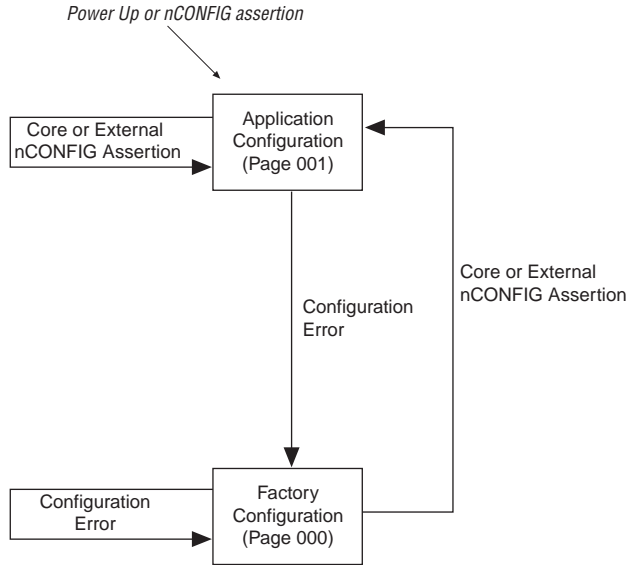 Power Up or nCONFIG assertion
Core or External
nCONFIG Assertion
Application
Configuration
(Page 001)
Core or External
nCONFIG Assertion
Configuration
Error
Configuration
Error
Factory
Configuration
(Page 000)